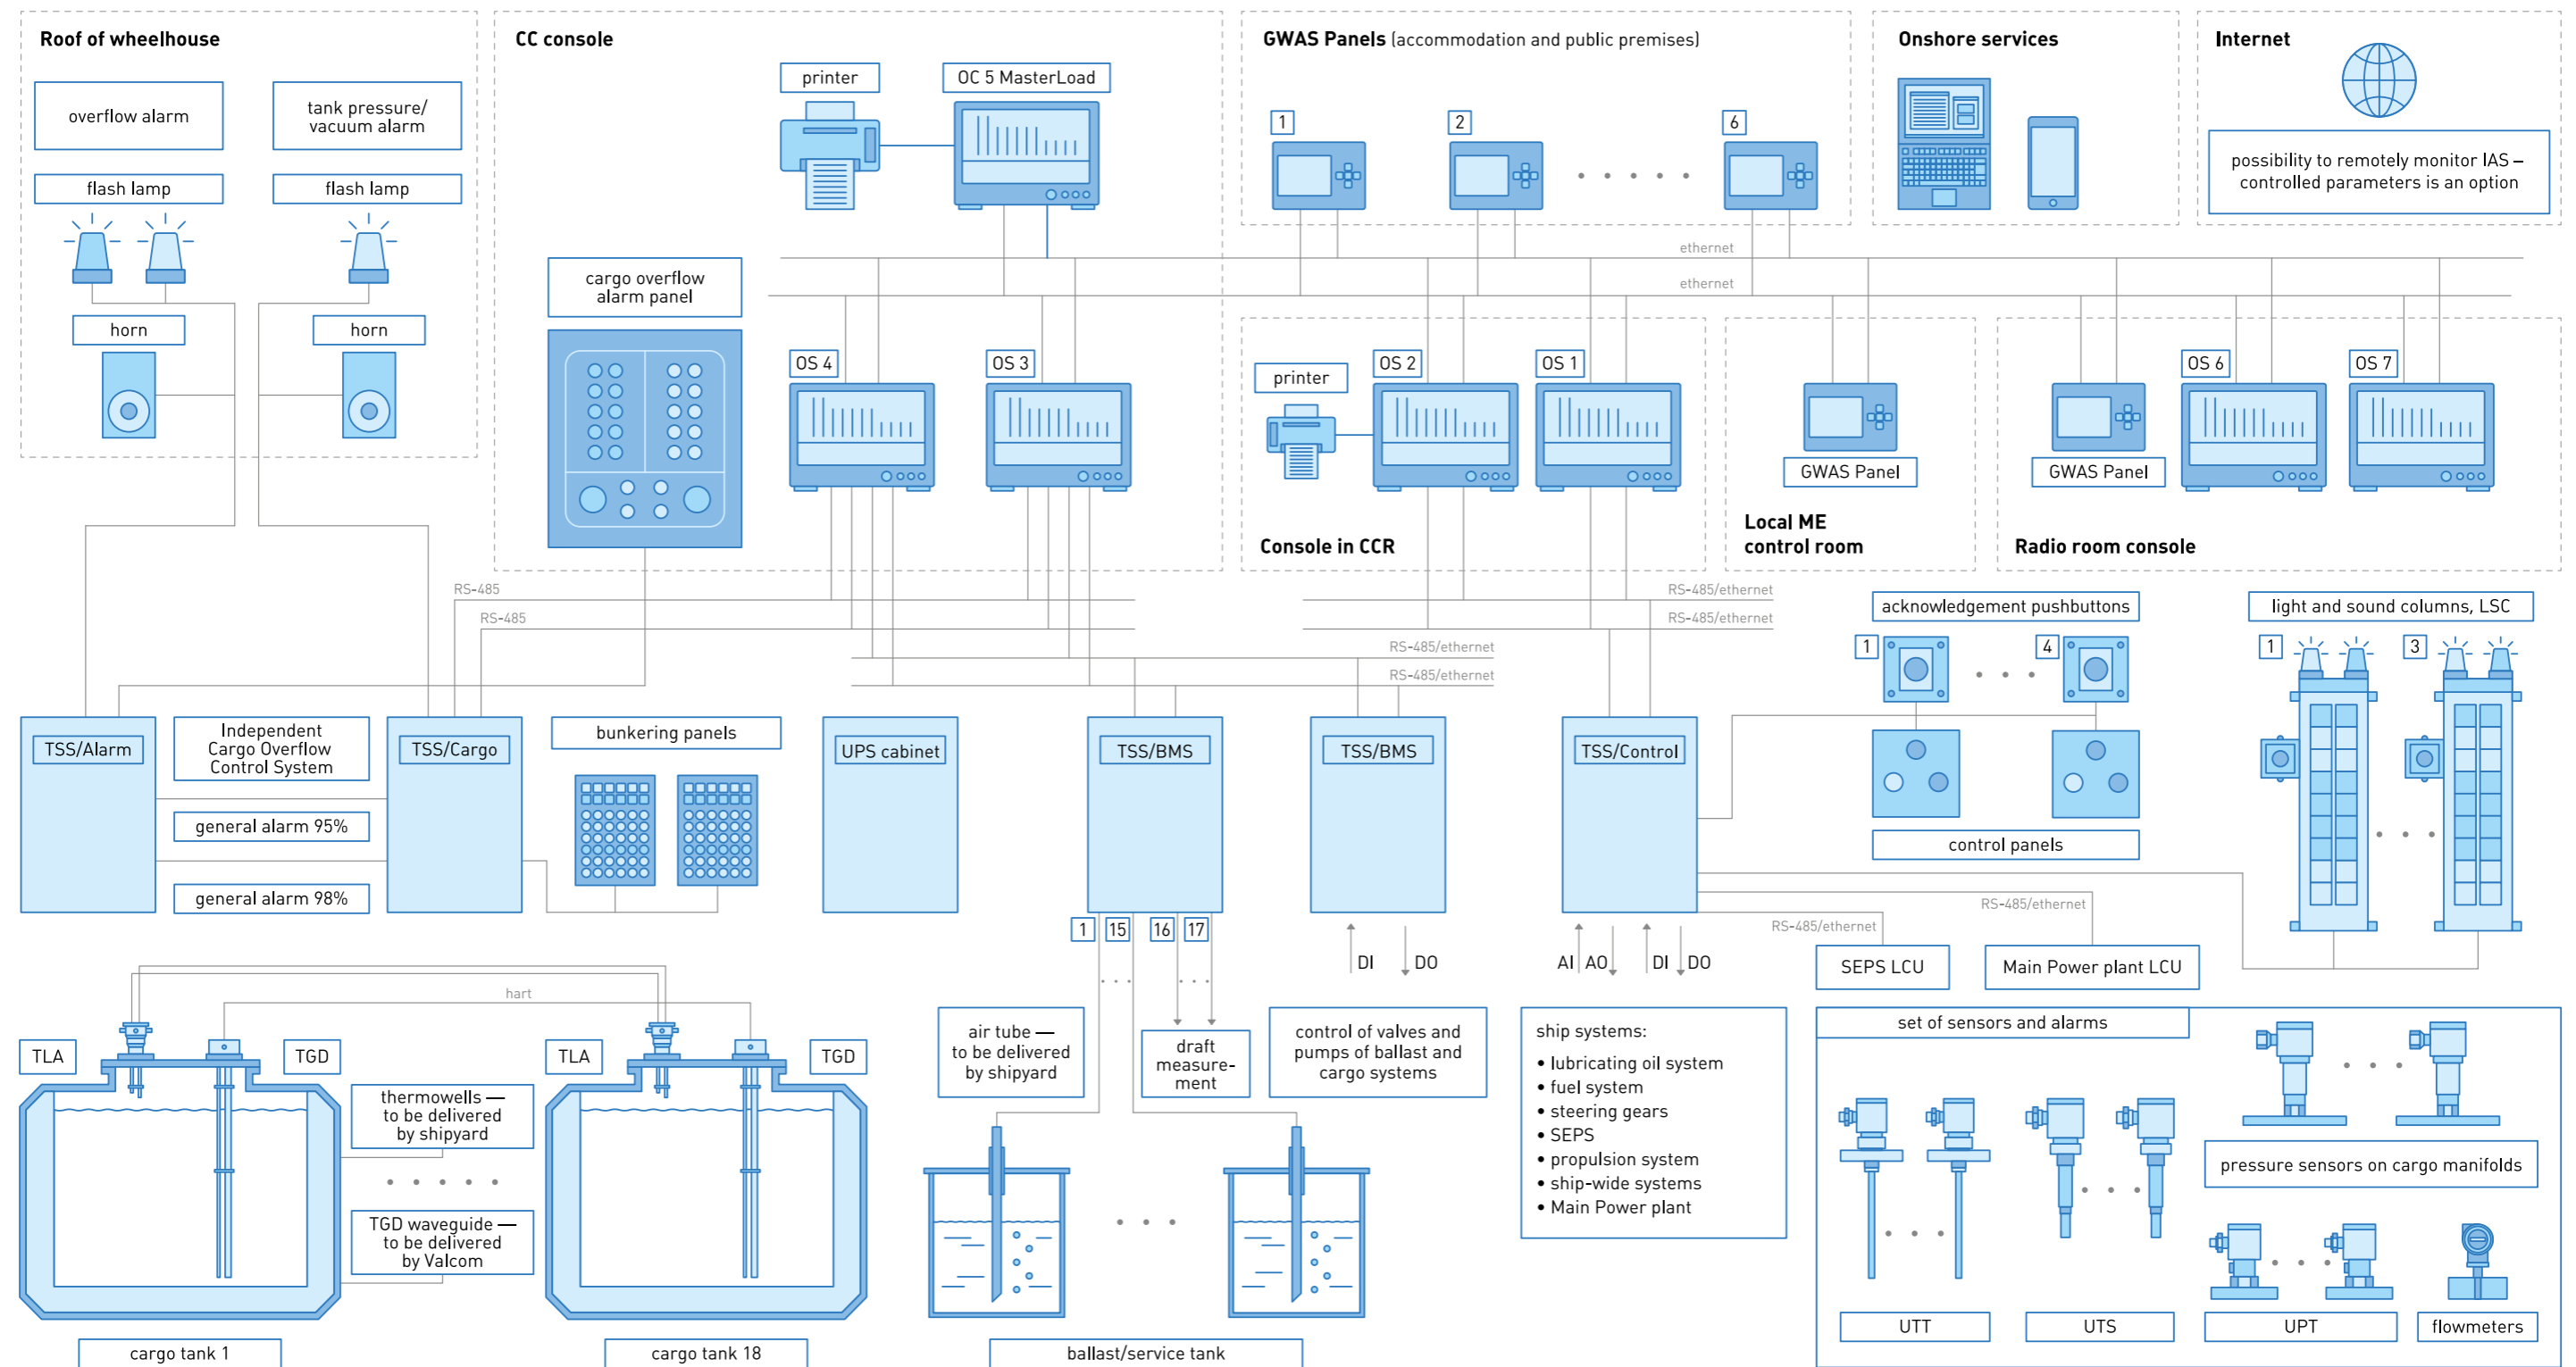 Roof of wheelhouse
overflow alarm
tank pressure/
vacuum alarm
flash lamp
flash lamp
horn
horn
CC console
printer
OC 5 MasterLoad
cargo overflow
alarm panel
OS 4
OS 3
GWAS Panels (accommodation and public premises)
1
2
6
Onshore services
Internet
possibility to remotely monitor IAS –
controlled parameters is an option
ethernet
ethernet
printer
OS 2
OS 1
Console in CCR
GWAS Panel
Local ME
control room
GWAS Panel
OS 6
OS 7
Radio room console
RS-485
RS-485
RS-485/ethernet
RS-485/ethernet
RS-485/ethernet
RS-485/ethernet
acknowledgement pushbuttons
1
4
control panels
light and sound columns, LSC
1
3
TSS/Alarm
Independent
Cargo Overflow
Control System
general alarm 95%
general alarm 98%
TSS/Cargo
bunkering panels
UPS cabinet
TSS/BMS
TSS/BMS
TSS/Control
1
15
16
17
DI
DO
AI
AO
DI
DO
RS-485/ethernet
RS-485/ethernet
SEPS LCU
Main Power plant LCU
hart
TLA
TGD
TLA
TGD
thermowells —
to be delivered
by shipyard
TGD waveguide —
to be delivered
by Valcom
cargo tank 1
cargo tank 18
air tube —
to be delivered
by shipyard
draft
measure-
ment
control of valves and
pumps of ballast and
cargo systems
ballast/service tank
ship systems:
• lubricating oil system
• fuel system
• steering gears
• SEPS
• propulsion system
• ship-wide systems
• Main Power plant
set of sensors and alarms
pressure sensors on cargo manifolds
UTT
UTS
UPT
flowmeters